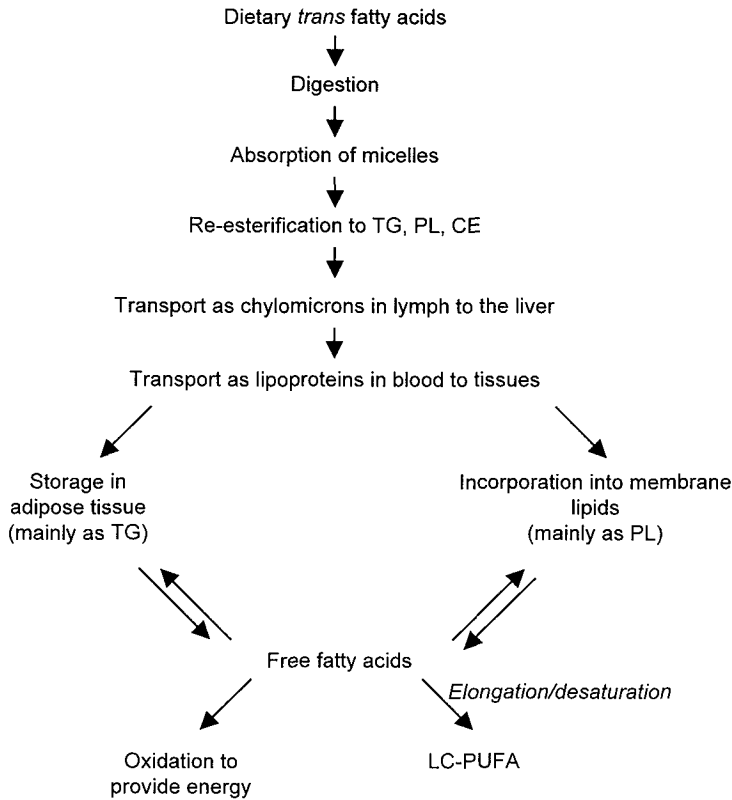 Dietary trans fatty acids
Digestion
Absorption of micelles
Re-esterification to TG, PL, CE
Transport as chylomicrons in lymph to the liver
Transport as lipoproteins in blood to tissues
Storage in
adipose tissue
(mainly as TG)
Incorporation into membrane
lipids
(mainly as PL)
Free fatty acids
Elongation/desaturation
Oxidation to
provide energy
LC-PUFA